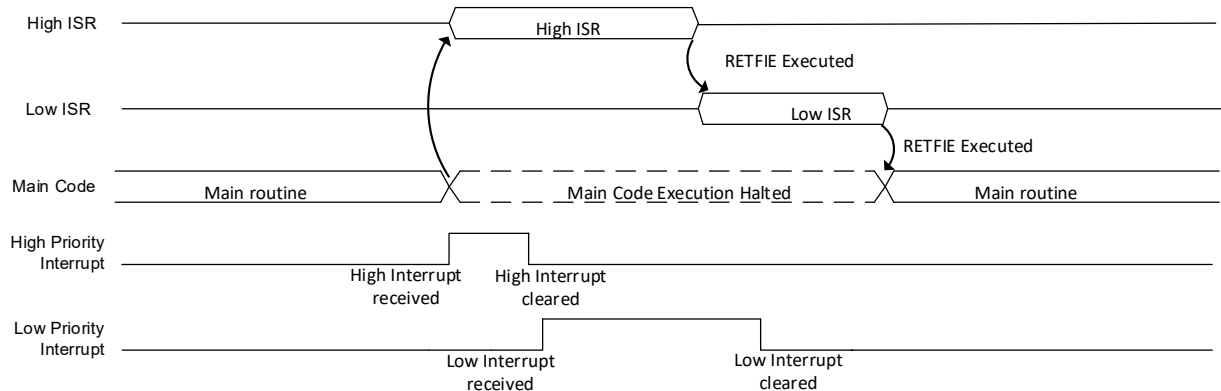 High ISR
High ISR
RETFIE Executed
Low ISR
Low ISR
RETFIE Executed
Main Code
Main routine
Main Code Execution Halted
Main routine
High Priority
Interrupt
High Interrupt
received
High Interrupt
cleared
Low Priority
Interrupt
Low Interrupt
received
Low Interrupt
cleared